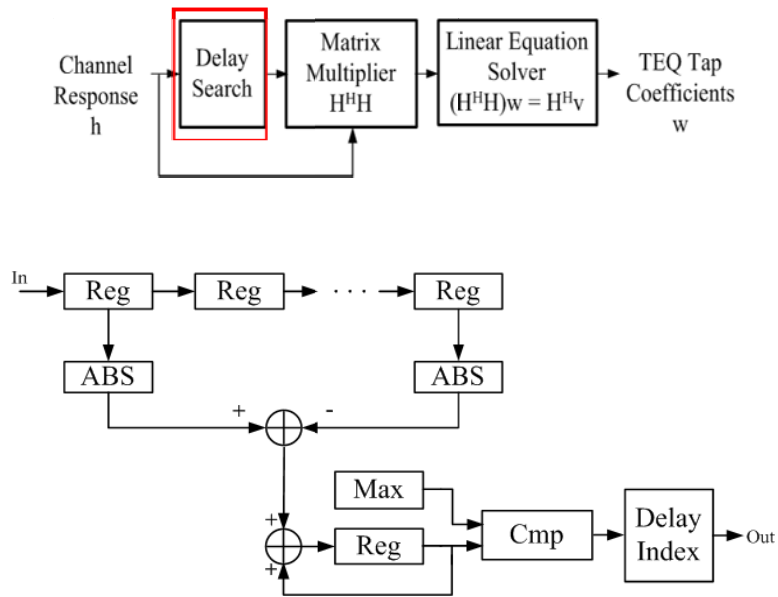 Channel
Response
h
Delay
Search
Matrix
Multiplier
HᴴH
Linear Equation
Solver
(HᴴH)w = Hᴴv
TEQ Tap
Coefficients
w
In
Reg
Reg
. . .
Reg
ABS
ABS
+
-
Max
+
+
Reg
Cmp
Delay
Index
Out